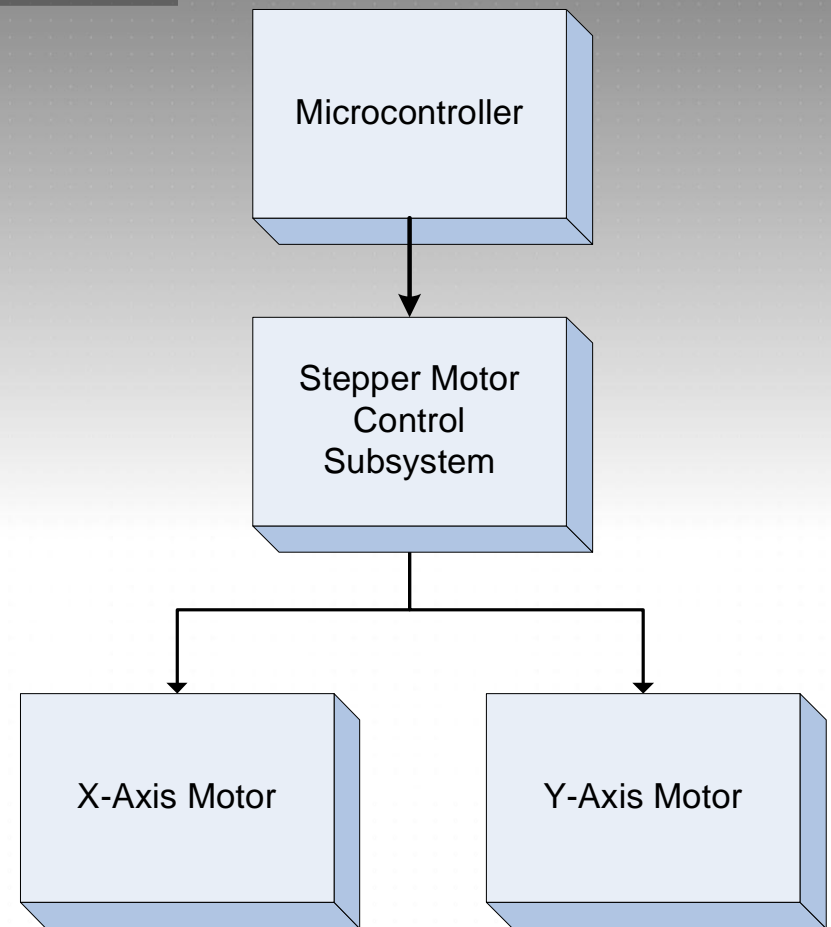 Microcontroller
Stepper Motor
Control
Subsystem
X-Axis Motor
Y-Axis Motor